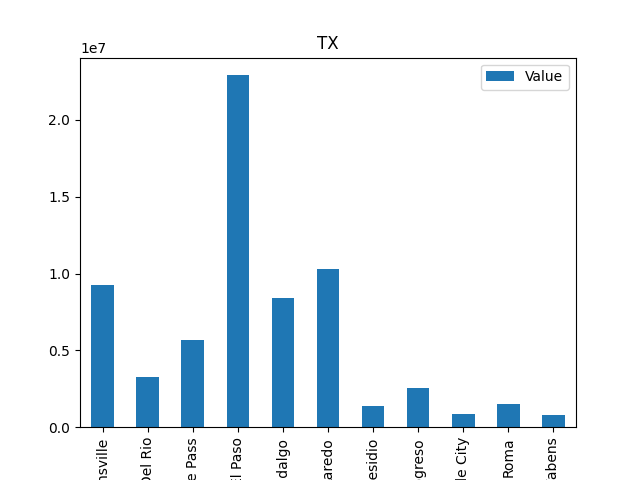 TX
1e7
Value
2.0
1.5
1.0
0.5
0.0
nsville
Del Rio
e Pass
El Paso
dalgo
aredo
esidio
greso
le City
Roma
abens